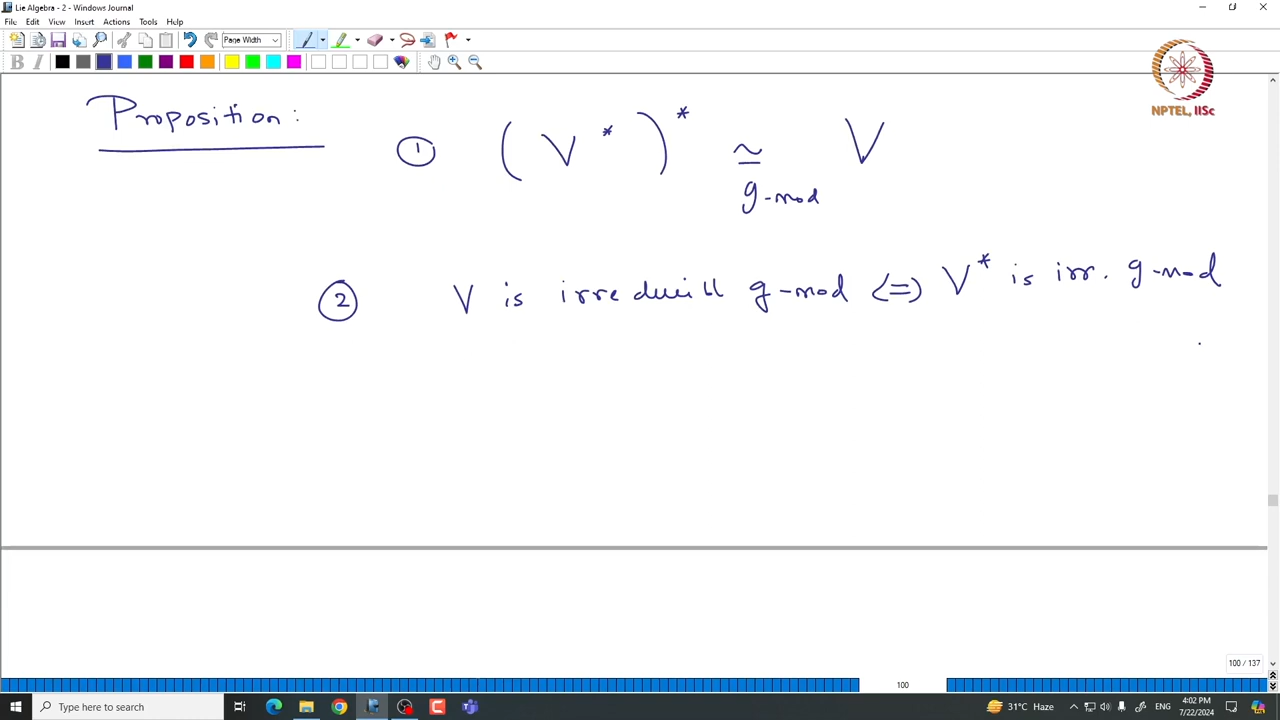 Lie Algebra - 2 - Windows Journal
File Edit View Insert Actions Tools Help
Page Width
B I
NPTEL, IISc
Proposition:
① (V*)* ≃ V
g-mod
② V is irreducible g-mod <=> V* is irr. g-mod
100 / 137
100
Type here to search
31°C Haze
ENG
4:02 PM
7/22/2024